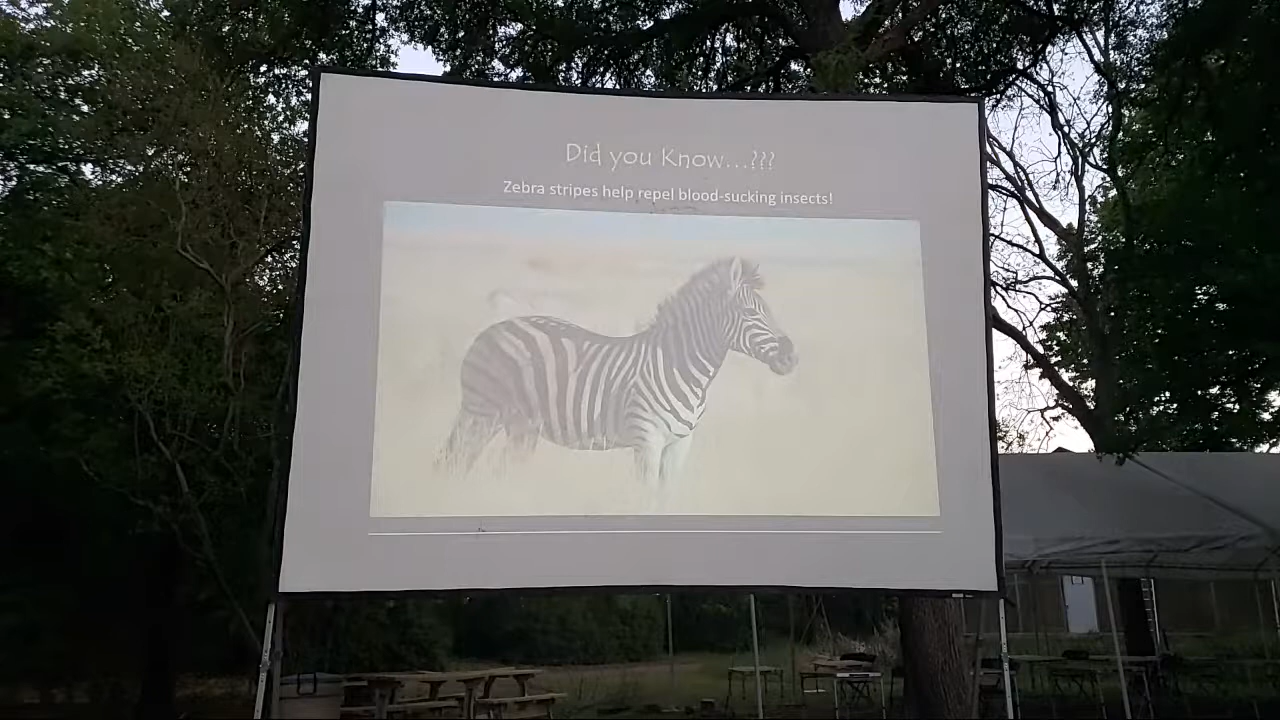 Did you Know...???
Zebra stripes help repel blood-sucking insects!